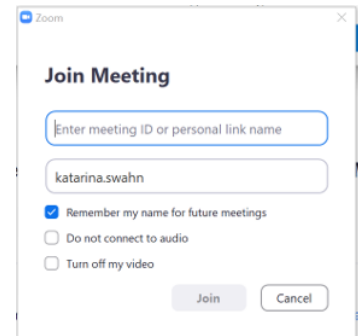 Zoom
Join Meeting
Enter meeting ID or personal link name
katarina.swahn
Remember my name for future meetings
Do not connect to audio
Turn off my video
Join Cancel